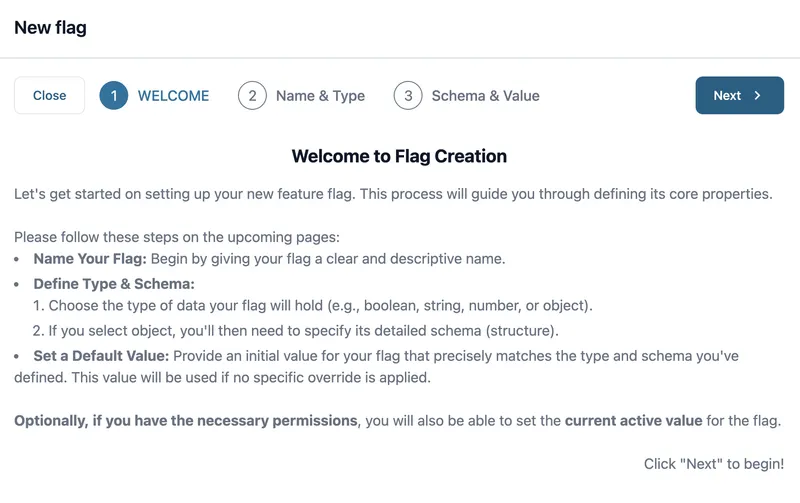 New flag
Close
1
WELCOME
2
Name & Type
3
Schema & Value
Next
Welcome to Flag Creation
Let's get started on setting up your new feature flag. This process will guide you through defining its core properties.
Please follow these steps on the upcoming pages:
• Name Your Flag: Begin by giving your flag a clear and descriptive name.
• Define Type & Schema:
1. Choose the type of data your flag will hold (e.g., boolean, string, number, or object).
2. If you select object, you'll then need to specify its detailed schema (structure).
• Set a Default Value: Provide an initial value for your flag that precisely matches the type and schema you've
defined. This value will be used if no specific override is applied.
Optionally, if you have the necessary permissions, you will also be able to set the current active value for the flag.
Click "Next" to begin!